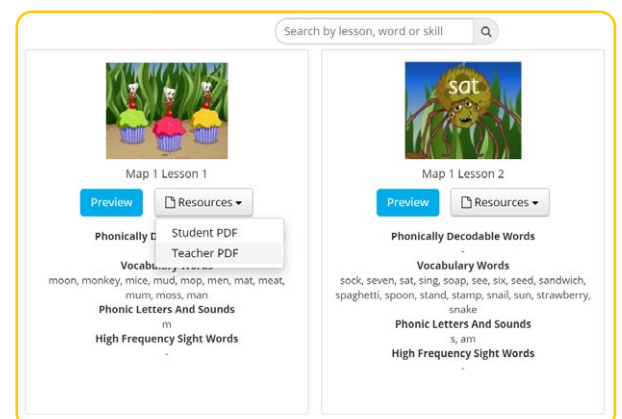 Search by lesson, word or skill
Map 1 Lesson 1
Preview
Resources
Student PDF
Teacher PDF
Phonically D
Vocabulary Words
moon, monkey, mice, mud, mop, men, mat, meat,
mum, moss, man
Phonic Letters And Sounds
m
High Frequency Sight Words
-
sat
Map 1 Lesson 2
Preview
Resources
Phonically Decodable Words
-
Vocabulary Words
sock, seven, sat, sing, soap, see, six, seed, sandwich,
spaghetti, spoon, stand, stamp, snail, sun, strawberry,
snake
Phonic Letters And Sounds
s, am
High Frequency Sight Words
-